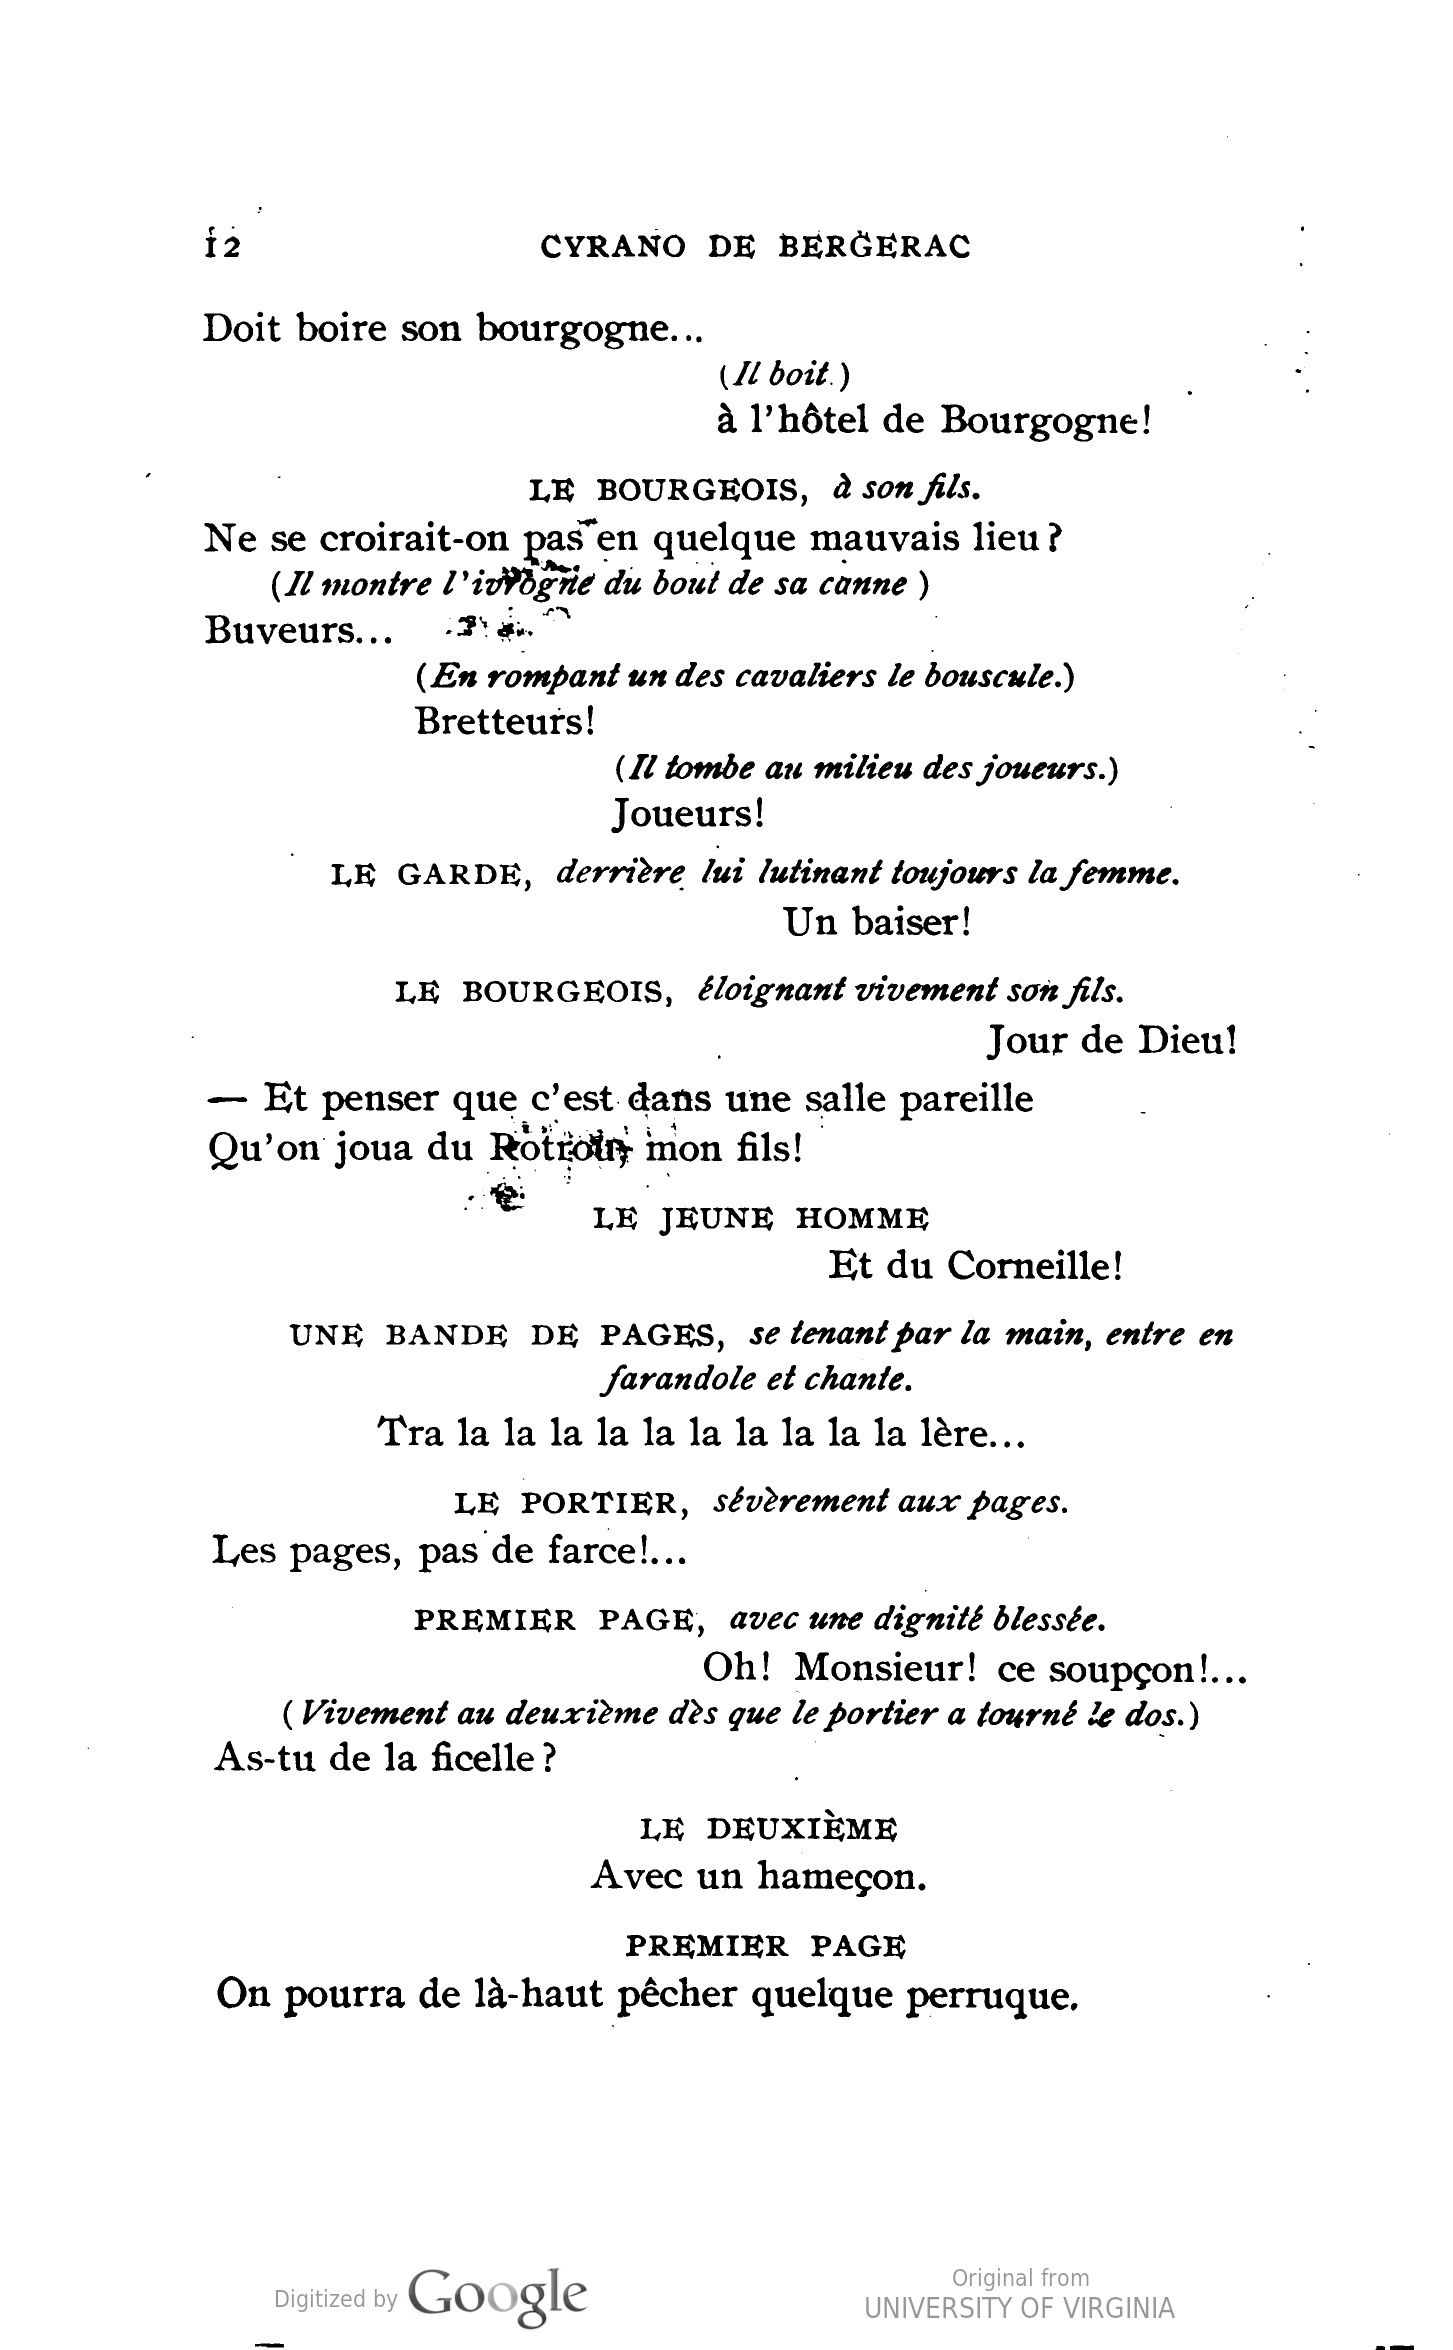 12 CYRANO DE BERGERAC
Doit boire son bourgogne...
(Il boit.)
à l'hôtel de Bourgogne!
LE BOURGEOIS, à son fils.
Ne se croirait-on pas en quelque mauvais lieu?
(Il montre l'ivrogne du bout de sa canne )
Buveurs...
(En rompant un des cavaliers le bouscule.)
Bretteurs!
(Il tombe au milieu des joueurs.)
Joueurs!
LE GARDE, derrière lui lutinant toujours la femme.
Un baiser!
LE BOURGEOIS, éloignant vivement son fils.
Jour de Dieu!
— Et penser que c'est dans une salle pareille
Qu'on joua du Rotrou, mon fils!
LE JEUNE HOMME
Et du Corneille!
UNE BANDE DE PAGES, se tenant par la main, entre en
farandole et chante.
Tra la la la la la la la la la la lère...
LE PORTIER, sévèrement aux pages.
Les pages, pas de farce!...
PREMIER PAGE, avec une dignité blessée.
Oh! Monsieur! ce soupçon!...
(Vivement au deuxième dès que le portier a tourné le dos.)
As-tu de la ficelle?
LE DEUXIÈME
Avec un hameçon.
PREMIER PAGE
On pourra de là-haut pêcher quelque perruque.
Digitized by Google
Original from
UNIVERSITY OF VIRGINIA